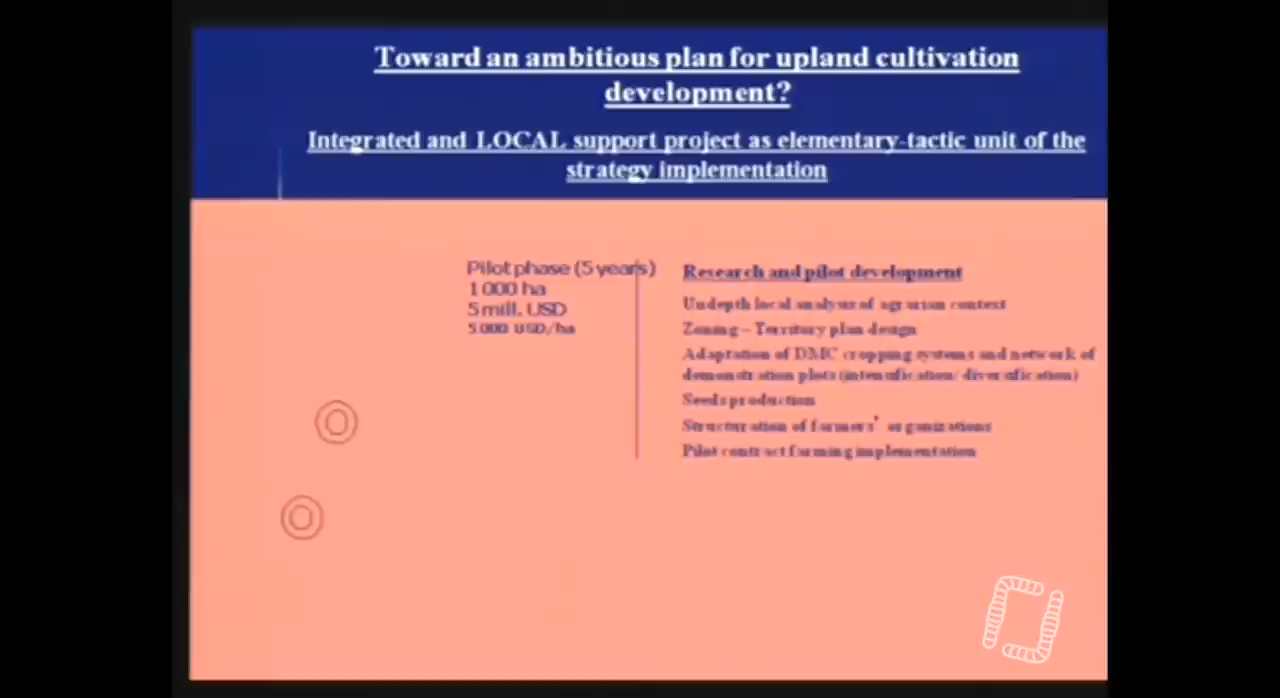 Toward an ambitious plan for upland cultivation
development?
Integrated and LOCAL support project as elementary-tactic unit of the
strategy implementation
Pilot phase (5 years)
1 000 ha
5 mill. USD
5 000 USD/ha
Research and pilot development
Undepth local analysis of agrarian context
Zoning – Territory plan design
Adaptation of DMC cropping systems and network of
demonstration plots (intensification/ diversification)
Seeds production
Structuration of farmers' organizations
Pilot contract farming implementation